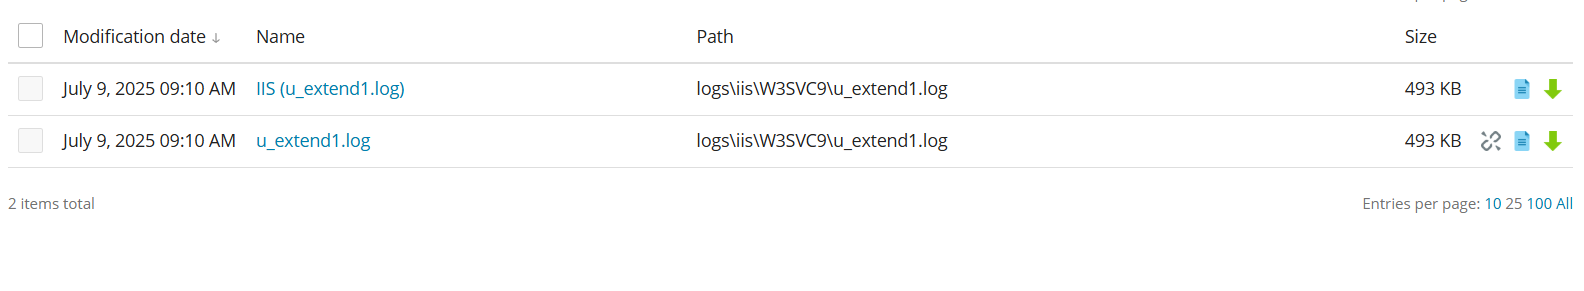 Modification date ↓ Name Path Size
July 9, 2025 09:10 AM IIS (u_extend1.log) logs\iis\W3SVC9\u_extend1.log 493 KB
July 9, 2025 09:10 AM u_extend1.log logs\iis\W3SVC9\u_extend1.log 493 KB
2 items total Entries per page: 10 25 100 All